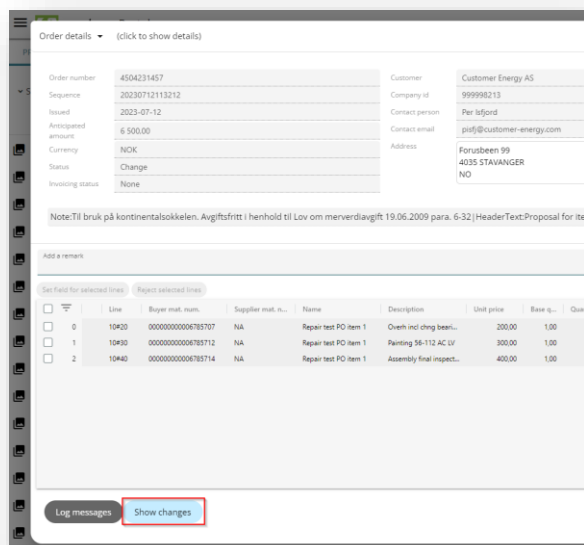 Order details (click to show details)
Order number 4504231457
Sequence 20230712113212
Issued 2023-07-12
Anticipated amount 6 500.00
Currency NOK
Status Change
Invoicing status None
Customer Customer Energy AS
Company id 999998213
Contact person Per Isfjord
Contact email pisfj@customer-energy.com
Address Forusbeen 99
4035 STAVANGER
NO
Note:Til bruk på kontinentalsokkelen. Avgiftsfritt i henhold til Lov om merverdiavgift 19.06.2009 para. 6-32|HeaderText:Proposal for ite
Add a remark
Set field for selected lines Reject selected lines
Line Buyer mat. num. Supplier mat. n... Name Description Unit price Base q... Qua
0 10#20 000000000006785707 NA Repair test PO item 1 Overh incl chng beari... 200,00 1,00
1 10#30 000000000006785712 NA Repair test PO item 1 Painting 56-112 AC LV 300,00 1,00
2 10#40 000000000006785714 NA Repair test PO item 1 Assembly final inspect... 400,00 1,00
Log messages Show changes